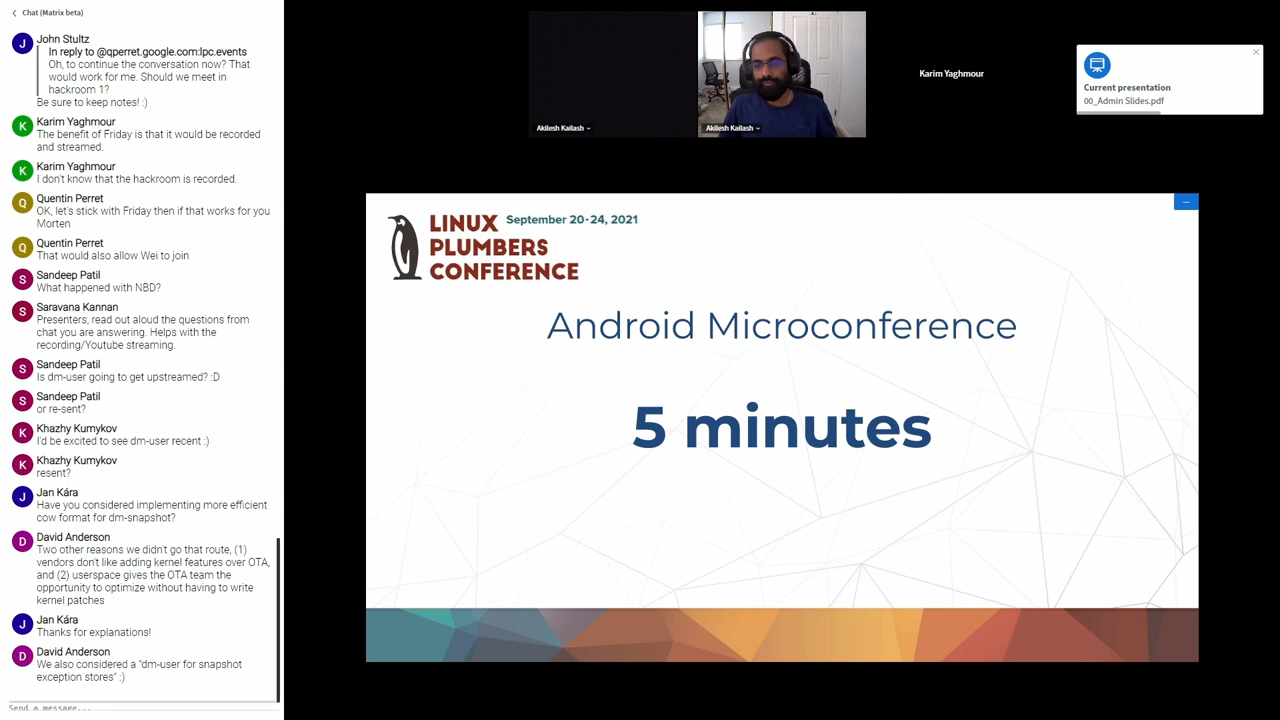 Chat (Matrix beta)
John Stultz
In reply to @qperret.google.com:lpc.events
Oh, to continue the conversation now? That
would work for me. Should we meet in
hackroom 1?
Be sure to keep notes! :)
Karim Yaghmour
The benefit of Friday is that it would be recorded
and streamed.
Karim Yaghmour
I don't know that the hackroom is recorded.
Quentin Perret
OK, let's stick with Friday then if that works for you
Morten
Quentin Perret
That would also allow Wei to join
Sandeep Patil
What happened with NBD?
Saravana Kannan
Presenters, read out aloud the questions from
chat you are answering. Helps with the
recording/Youtube streaming.
Sandeep Patil
Is dm-user going to get upstreamed? :D
Sandeep Patil
or re-sent?
Khazhy Kumykov
I'd be excited to see dm-user recent :)
Khazhy Kumykov
resent?
Jan Kára
Have you considered implementing more efficient
cow format for dm-snapshot?
David Anderson
Two other reasons we didn't go that route, (1)
vendors don't like adding kernel features over OTA,
and (2) userspace gives the OTA team the
opportunity to optimize without having to write
kernel patches
Jan Kára
Thanks for explanations!
David Anderson
We also considered a "dm-user for snapshot
exception stores" :)
Send a message...
J
K
K
Q
Q
S
S
S
S
K
K
J
D
J
D
Akilesh Kailash
Akilesh Kailash
Karim Yaghmour
Current presentation
00_Admin Slides.pdf
LINUX September 20-24, 2021
PLUMBERS
CONFERENCE
Android Microconference
5 minutes